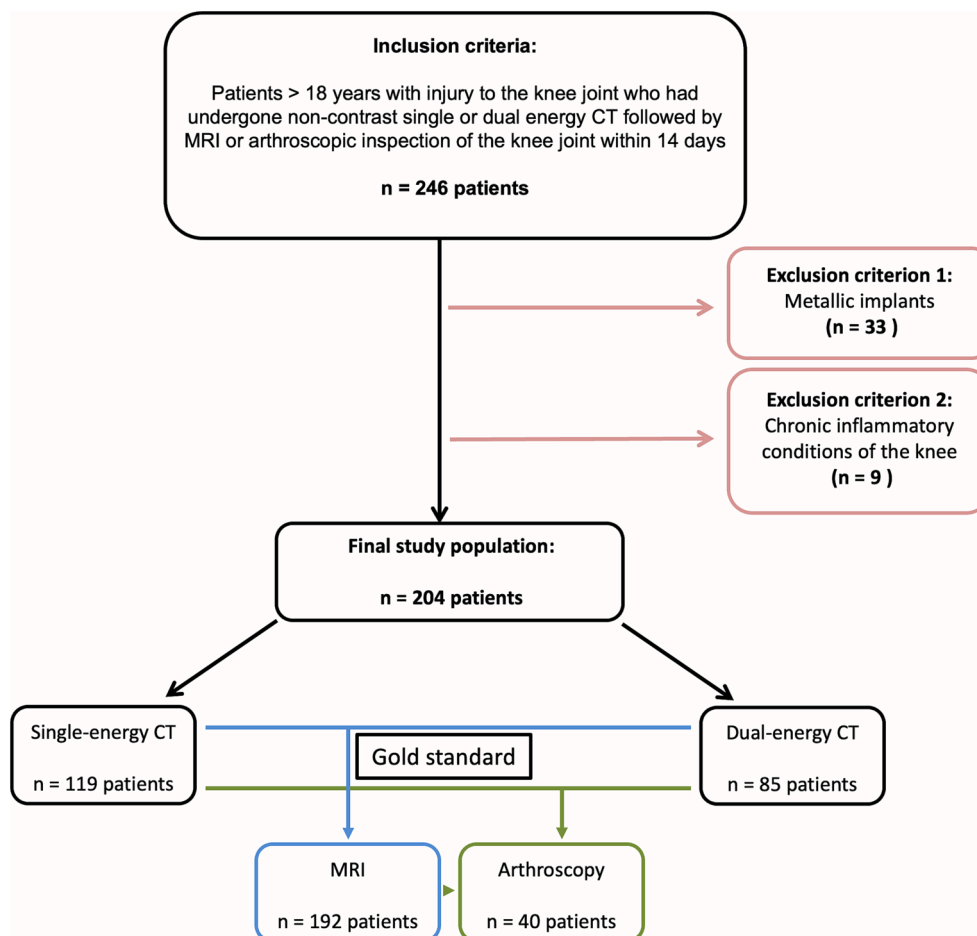 Inclusion criteria:
Patients > 18 years with injury to the knee joint who had
undergone non-contrast single or dual energy CT followed by
MRI or arthroscopic inspection of the knee joint within 14 days
n = 246 patients
Exclusion criterion 1:
Metallic implants
(n = 33 )
Exclusion criterion 2:
Chronic inflammatory
conditions of the knee
(n = 9 )
Final study population:
n = 204 patients
Single-energy CT
n = 119 patients
Gold standard
Dual-energy CT
n = 85 patients
MRI
n = 192 patients
Arthroscopy
n = 40 patients